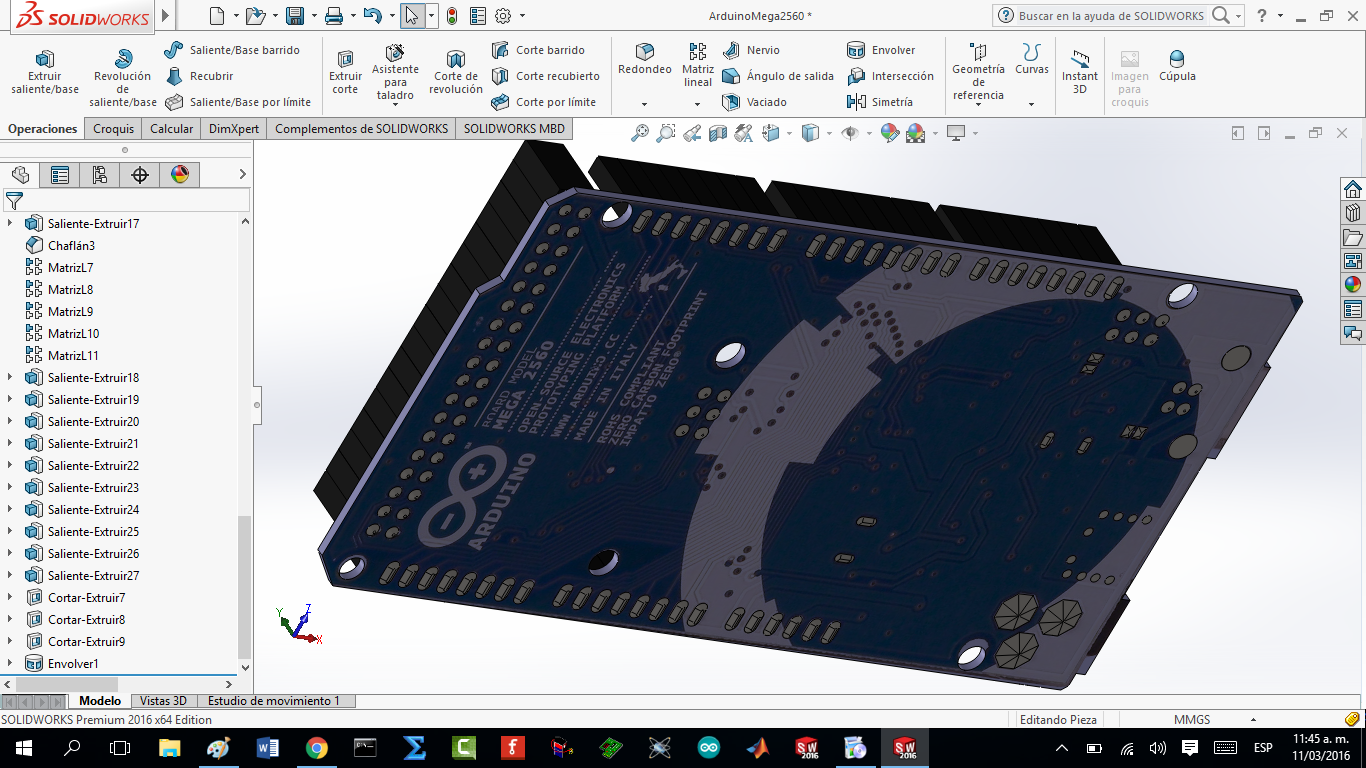 SOLIDWORKS
ArduinoMega2560 *
Buscar en la ayuda de SOLIDWORKS
?
Extruir
saliente/base
Revolución
de
saliente/base
Saliente/Base barrido
Recubrir
Saliente/Base por límite
Extruir
corte
Asistente
para
taladro
Corte de
revolución
Corte barrido
Corte recubierto
Corte por límite
Redondeo
Matriz
lineal
Nervio
Ángulo de salida
Vaciado
Envolver
Intersección
Simetría
Geometría
de
referencia
Curvas
Instant
3D
Imagen
para
croquis
Cúpula
Operaciones
Croquis
Calcular
DimXpert
Complementos de SOLIDWORKS
SOLIDWORKS MBD
Saliente-Extruir17
Chaflán3
MatrizL7
MatrizL8
MatrizL9
MatrizL10
MatrizL11
Saliente-Extruir18
Saliente-Extruir19
Saliente-Extruir20
Saliente-Extruir21
Saliente-Extruir22
Saliente-Extruir23
Saliente-Extruir24
Saliente-Extruir25
Saliente-Extruir26
Saliente-Extruir27
Cortar-Extruir7
Cortar-Extruir8
Cortar-Extruir9
Envolver1
MODEL
MEGA 2560
OPEN-SOURCE ELECTRONICS
PROTOTYPING PLATFORM
WWW.ARDUINO.CC
MADE IN ITALY
ROHS COMPLIANT
ZERO CARBON FOOTPRINT
IMPATTO ZERO®
ARDUINO
Y
Z
X
Modelo
Vistas 3D
Estudio de movimiento 1
SOLIDWORKS Premium 2016 x64 Edition
Editando Pieza
MMGS
ESP
11:45 a. m.
11/03/2016
SW
2016
SW
2016